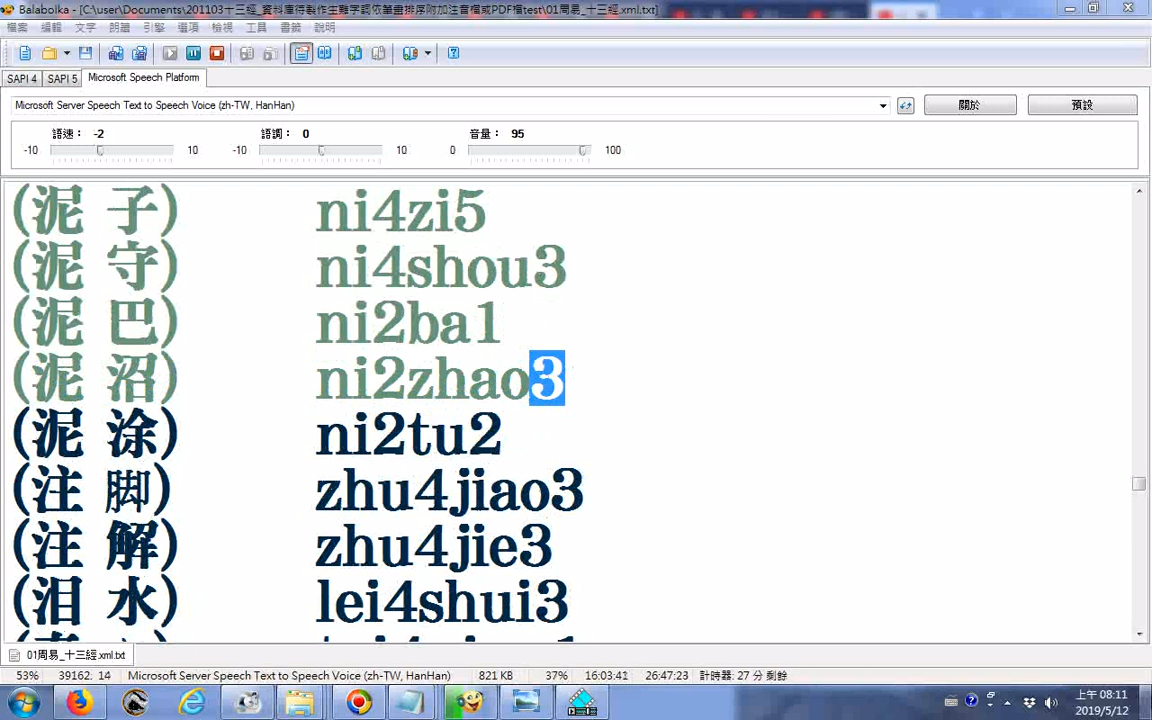 Balabolka - [C:\user\Documents\201103十三經_資料庫待製作生難字詞依筆畫排序附加注音檔或PDF檔test\01周易_十三經.xml.txt]
檔案 編輯 文字 朗讀 引擎 選項 檢視 工具 書籤 說明
SAPI 4 SAPI 5 Microsoft Speech Platform
Microsoft Server Speech Text to Speech Voice (zh-TW, HanHan) 關於 預設
語速： -2 語調： 0 音量： 95
-10 10 -10 10 0 100
(泥 子) ni4zi5
(泥 守) ni4shou3
(泥 巴) ni2ba1
(泥 沼) ni2zhao3
(泥 涂) ni2tu2
(注 脚) zhu4jiao3
(注 解) zhu4jie3
(泪 水) lei4shui3
01周易_十三經.xml.txt
53% 39162: 14 Microsoft Server Speech Text to Speech Voice (zh-TW, HanHan) 821 KB 37% 16:03:41 26:47:23 計時器: 27 分 剩餘
上午 08:11
2019/5/12